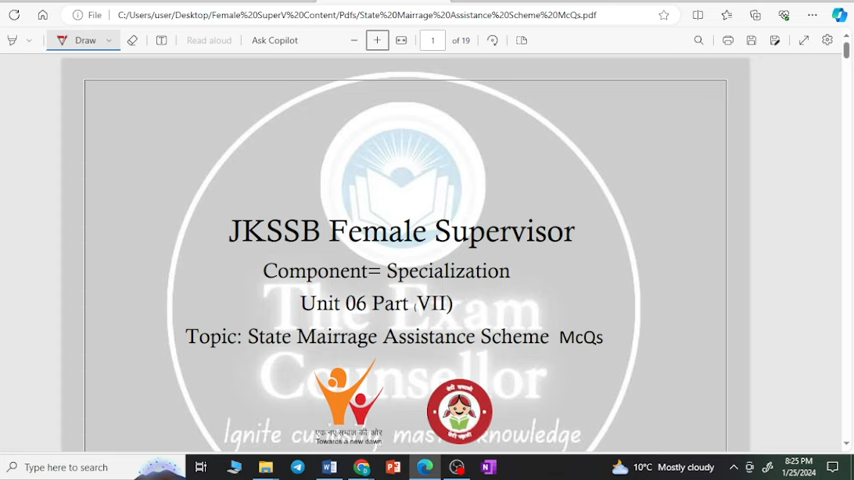 File
C:/Users/user/Desktop/Female%20SuperV%20Content/Pdfs/State%20Mairrage%20Assistance%20Scheme%20McQs.pdf
Draw
Read aloud
Ask Copilot
1
of 19
JKSSB Female Supervisor
Component= Specialization
Unit 06 Part (VII)
Topic: State Mairrage Assistance Scheme McQs
The Exam
Counsellor
Towards a new dawn
Ignite curiosity master knowledge
Type here to search
10°C Mostly cloudy
8:25 PM
1/25/2024